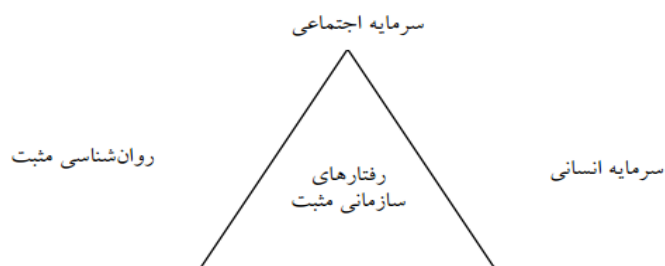 سرمایه اجتماعی
روان‌شناسی مثبت
رفتارهای
سازمانی مثبت
سرمایه انسانی